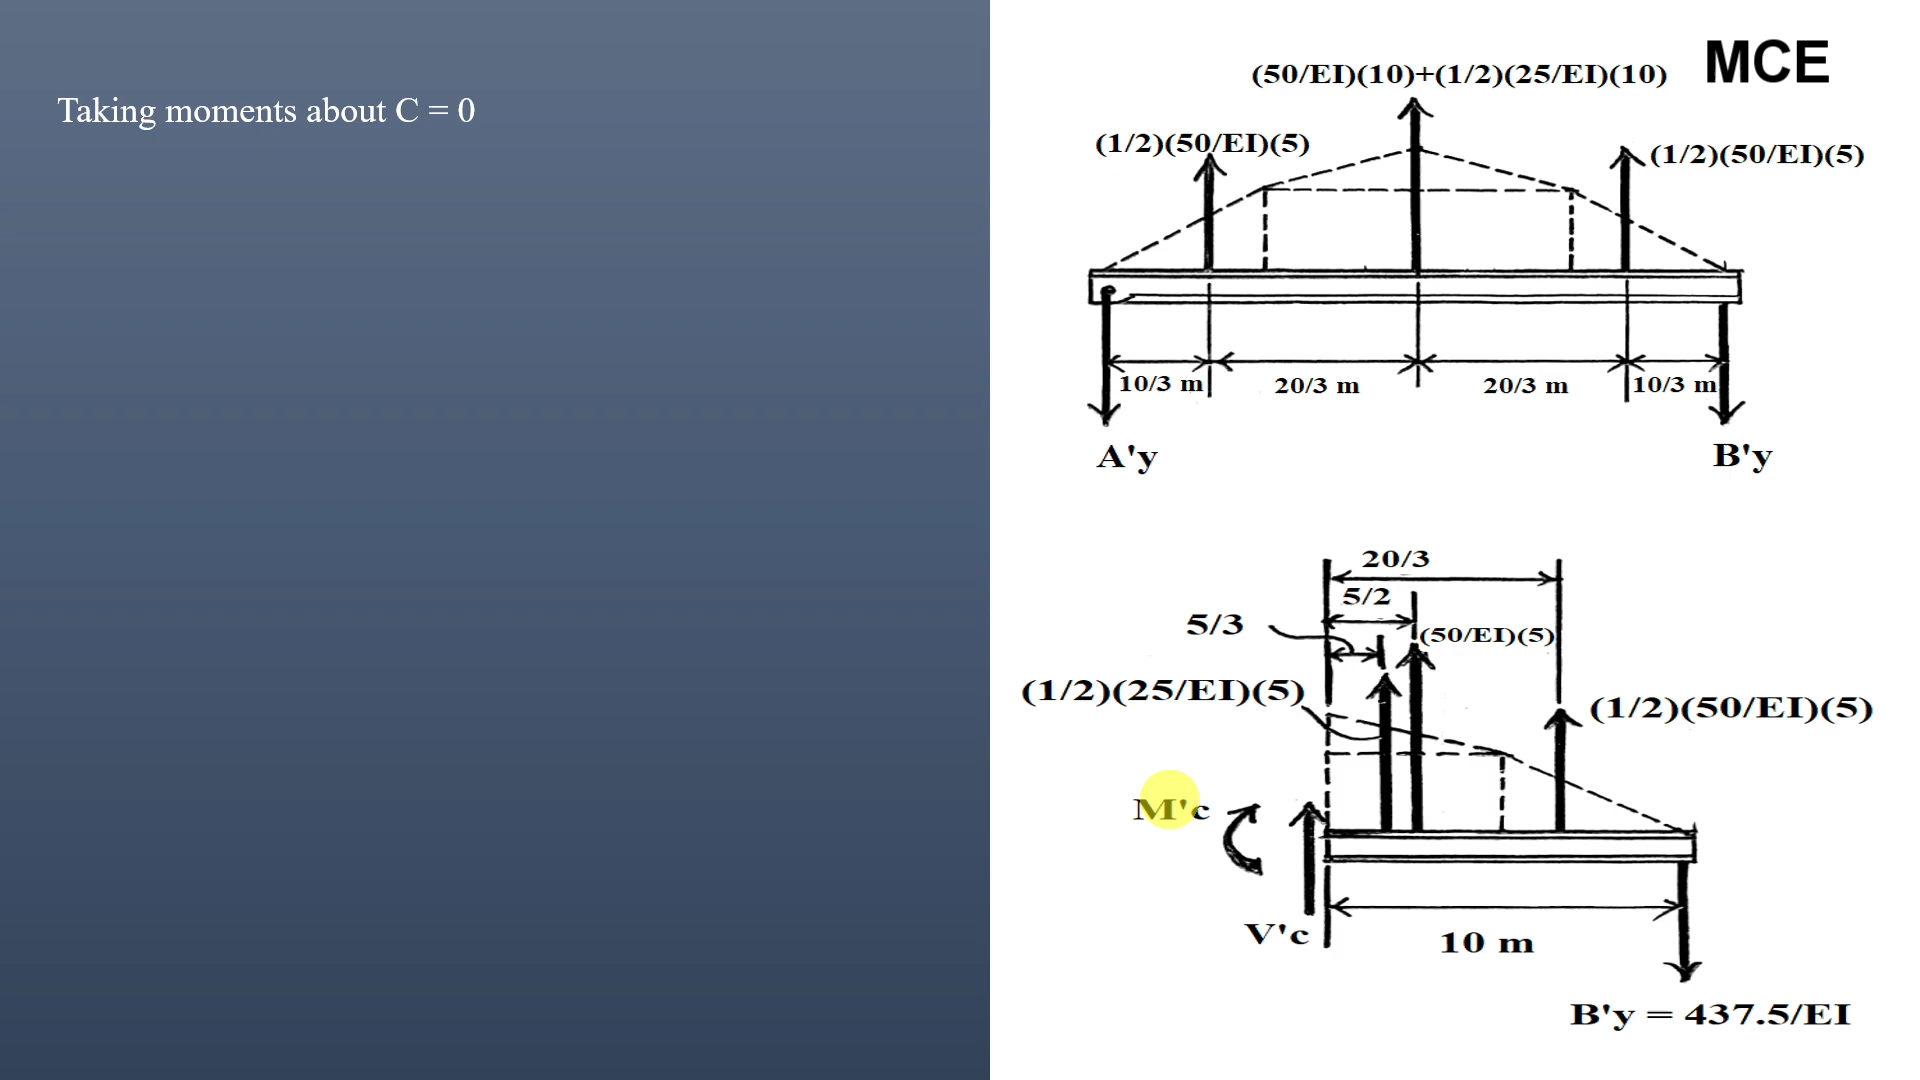 Taking moments about C = 0
MCE
(50/EI)(10)+(1/2)(25/EI)(10)
(1/2)(50/EI)(5)
(1/2)(50/EI)(5)
10/3 m
20/3 m
20/3 m
10/3 m
A'y
B'y
20/3
5/2
5/3
(50/EI)(5)
(1/2)(25/EI)(5)
(1/2)(50/EI)(5)
M'c
V'c
10 m
B'y = 437.5/EI